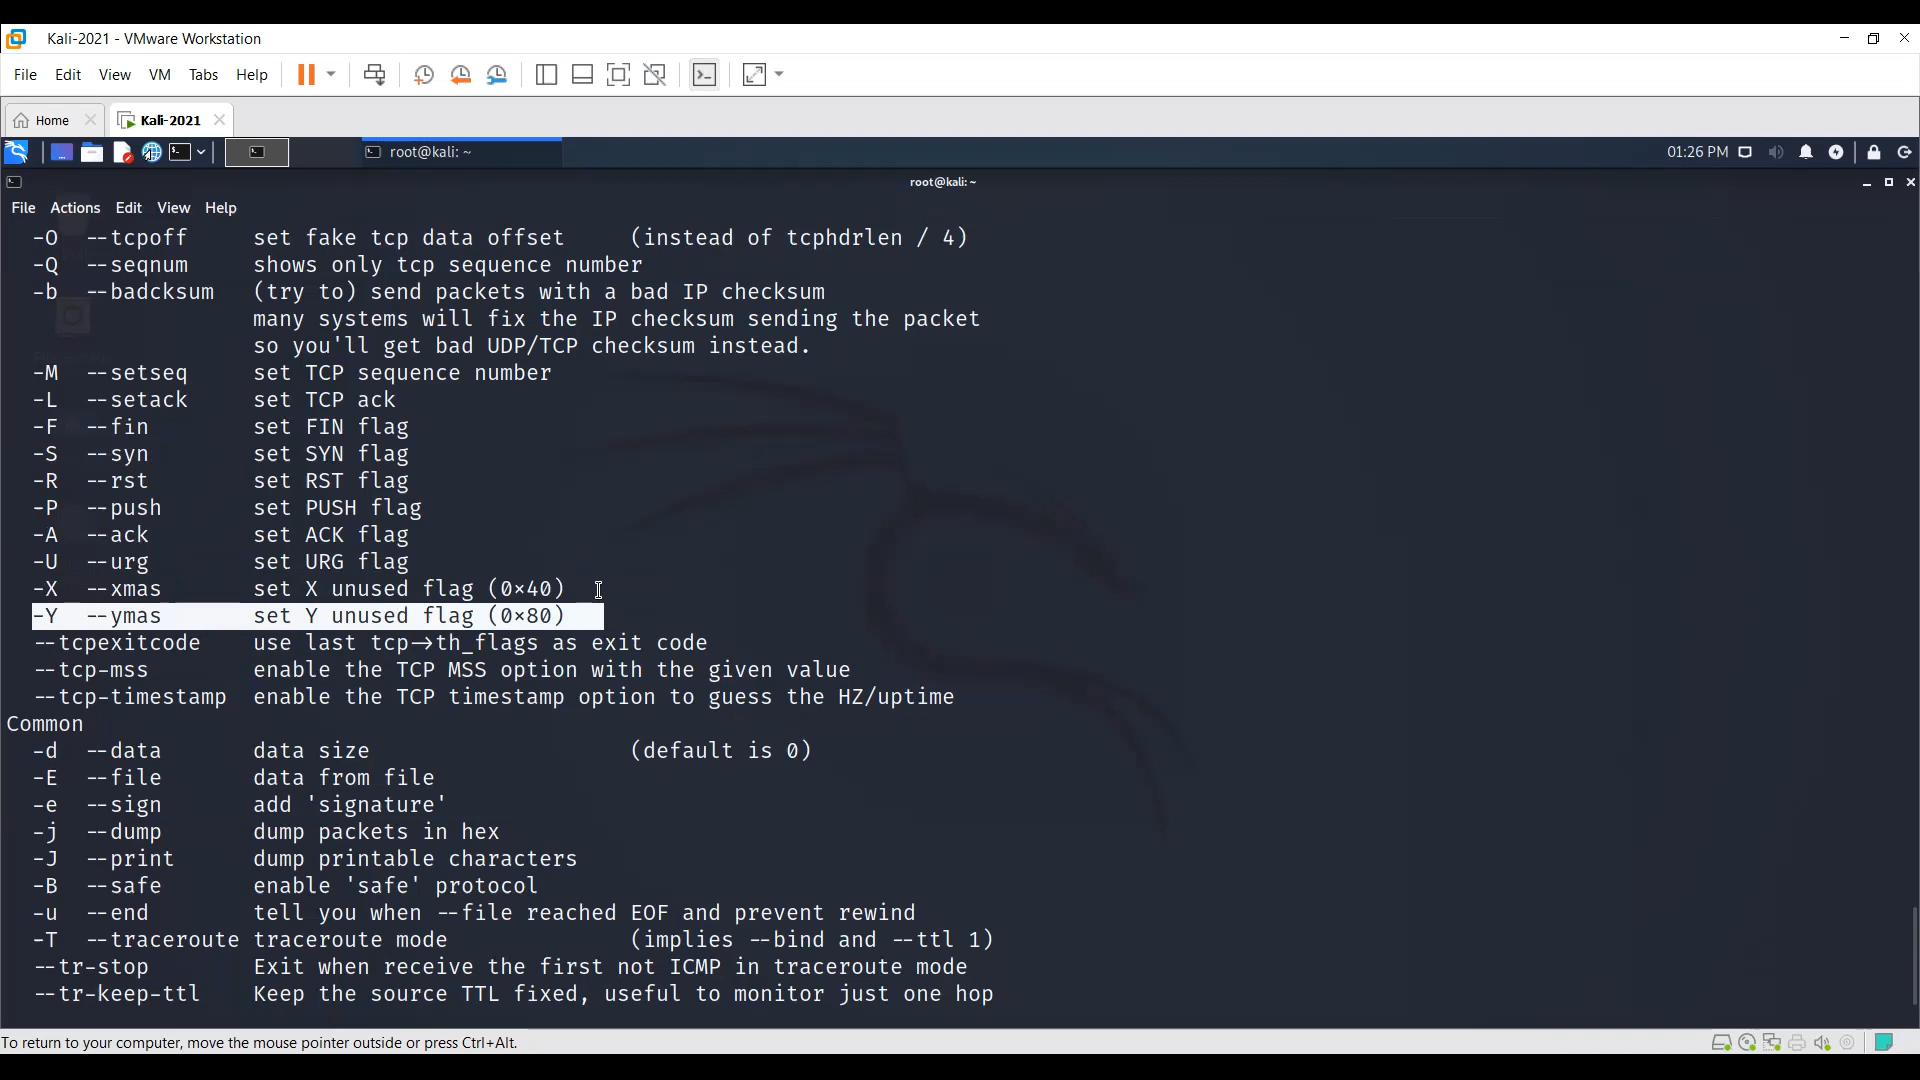 Kali-2021 - VMware Workstation
File Edit View VM Tabs Help
Home Kali-2021
root@kali: ~ 01:26 PM
root@kali: ~
File Actions Edit View Help
-O --tcpoff set fake tcp data offset (instead of tcphdrlen / 4)
-Q --seqnum shows only tcp sequence number
-b --badcksum (try to) send packets with a bad IP checksum
many systems will fix the IP checksum sending the packet
so you'll get bad UDP/TCP checksum instead.
-M --setseq set TCP sequence number
-L --setack set TCP ack
-F --fin set FIN flag
-S --syn set SYN flag
-R --rst set RST flag
-P --push set PUSH flag
-A --ack set ACK flag
-U --urg set URG flag
-X --xmas set X unused flag (0×40)
-Y --ymas set Y unused flag (0×80)
--tcpexitcode use last tcp→th_flags as exit code
--tcp-mss enable the TCP MSS option with the given value
--tcp-timestamp enable the TCP timestamp option to guess the HZ/uptime
Common
-d --data data size (default is 0)
-E --file data from file
-e --sign add 'signature'
-j --dump dump packets in hex
-J --print dump printable characters
-B --safe enable 'safe' protocol
-u --end tell you when --file reached EOF and prevent rewind
-T --traceroute traceroute mode (implies --bind and --ttl 1)
--tr-stop Exit when receive the first not ICMP in traceroute mode
--tr-keep-ttl Keep the source TTL fixed, useful to monitor just one hop
To return to your computer, move the mouse pointer outside or press Ctrl+Alt.